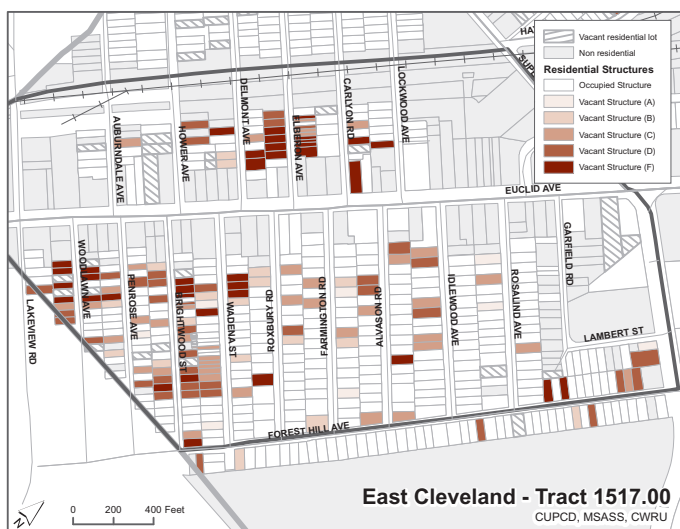 HA
SUP
Vacant residential lot
Non residential
Residential Structures
Occupied Structure
Vacant Structure (A)
Vacant Structure (B)
Vacant Structure (C)
Vacant Structure (D)
Vacant Structure (F)
AUBURNDALE AVE
HOWER AVE
DELMONT AVE
ELBERON AVE
CARLYON RD
LOCKWOOD AVE
EUCLID AVE
LAKEVIEW RD
WOODLAWN AVE
PENROSE AVE
BRIGHTWOOD ST
WADENA ST
ROXBURY RD
FARMINGTON RD
ALVASON RD
IDLEWOOD AVE
ROSALIND AVE
GARFIELD RD
LAMBERT ST
FOREST HILL AVE
N
0 200 400 Feet
East Cleveland - Tract 1517.00
CUPCD, MSASS, CWRU